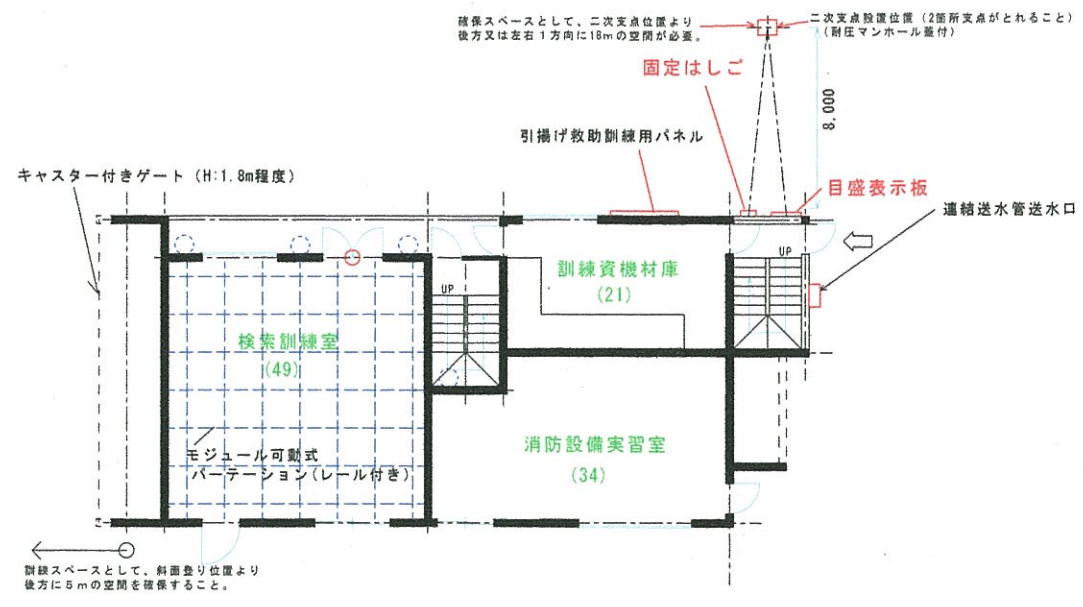 確保スペースとして、二次支点位置より
後方又は左右1方向に18mの空間が必要。
二次支点設置位置(2箇所支点がとれること)
(耐圧マンホール蓋付)
固定はしご
8,000
引揚げ救助訓練用パネル
キャスター付きゲート(H:1.8m程度)
目盛表示板
連結送水管送水口
UP
訓練資機材庫
(21)
UP
検索訓練室
(49)
消防設備実習室
(34)
モジュール可動式
パーテーション(レール付き)
訓練スペースとして、斜面登り位置より
後方に5mの空間を確保すること。